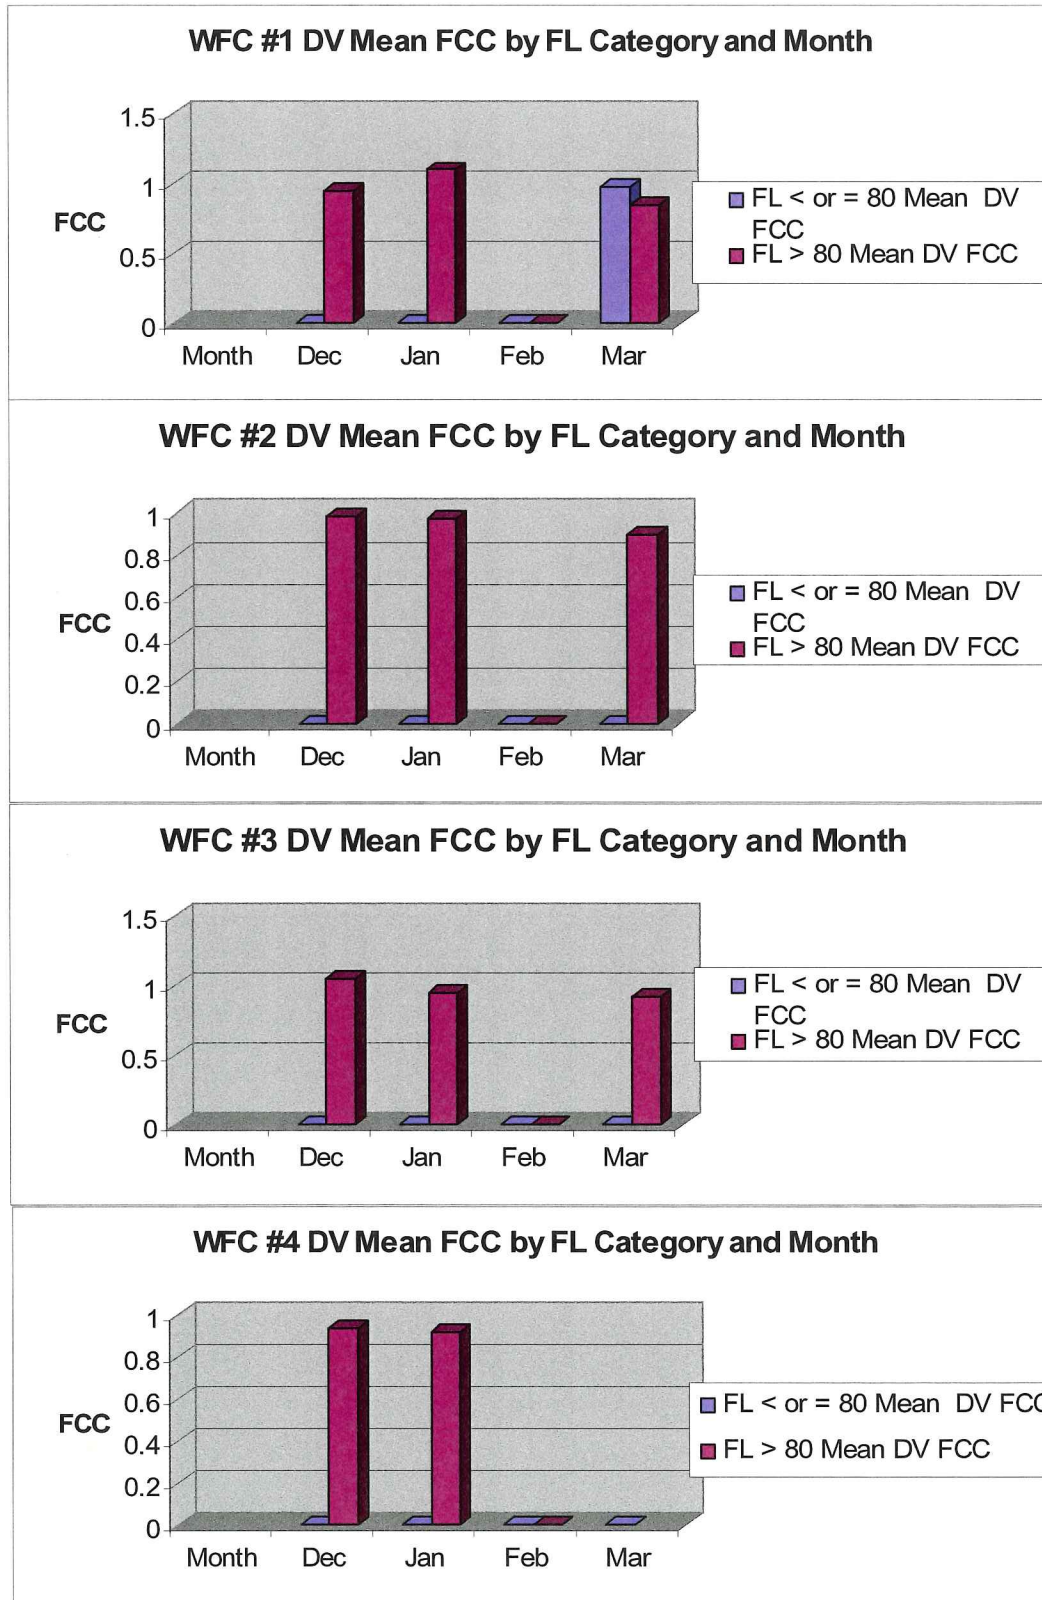 WFC #1 DV Mean FCC by FL Category and Month
1.5
1
0.5
0
FCC
Month Dec Jan Feb Mar
FL < or = 80 Mean DV
FCC
FL > 80 Mean DV FCC
WFC #2 DV Mean FCC by FL Category and Month
1
0.8
0.6
0.4
0.2
0
FCC
Month Dec Jan Feb Mar
FL < or = 80 Mean DV
FCC
FL > 80 Mean DV FCC
WFC #3 DV Mean FCC by FL Category and Month
1.5
1
0.5
0
FCC
Month Dec Jan Feb Mar
FL < or = 80 Mean DV
FCC
FL > 80 Mean DV FCC
WFC #4 DV Mean FCC by FL Category and Month
1
0.8
0.6
0.4
0.2
0
FCC
Month Dec Jan Feb Mar
FL < or = 80 Mean DV FCC
FL > 80 Mean DV FCC